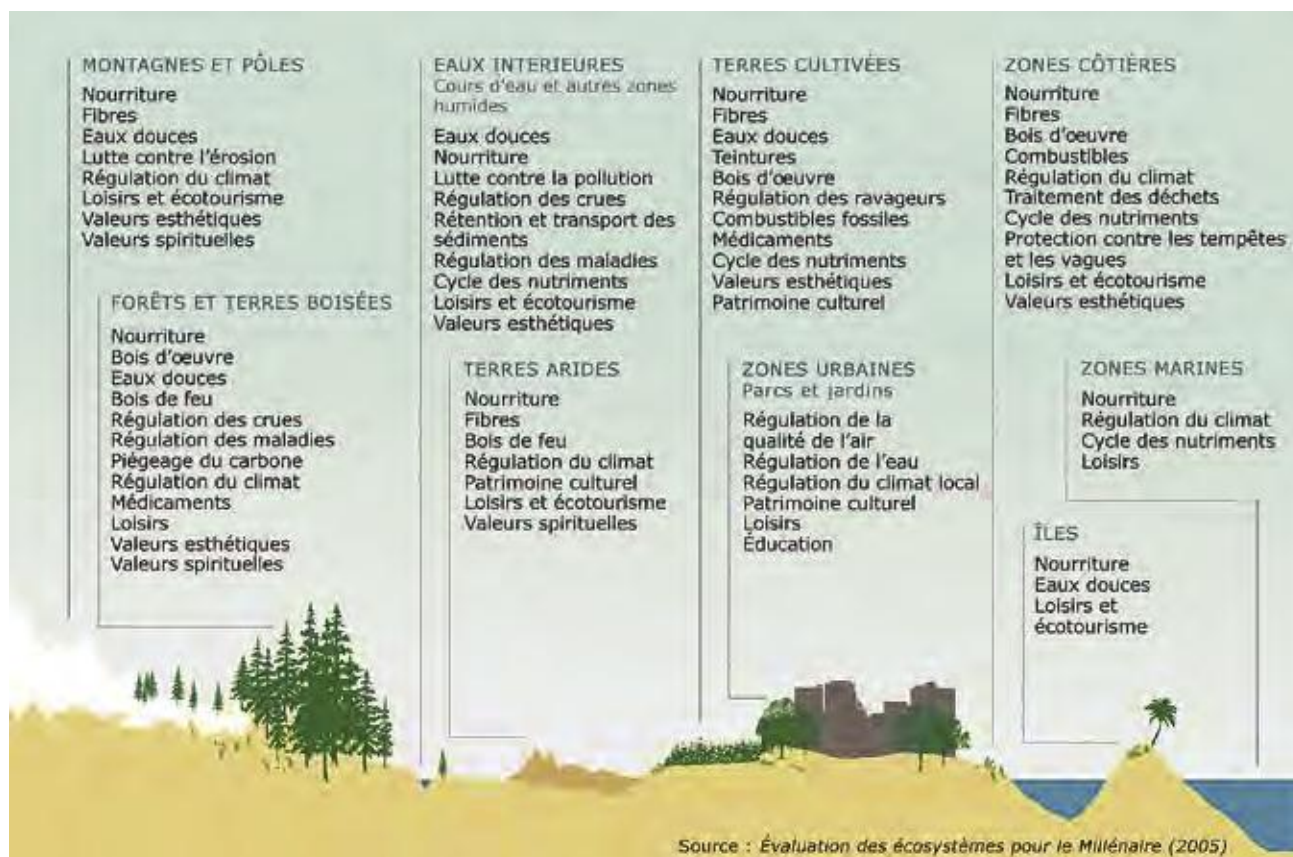 MONTAGNES ET PÔLES
Nourriture
Fibres
Eaux douces
Lutte contre l'érosion
Régulation du climat
Loisirs et écotourisme
Valeurs esthétiques
Valeurs spirituelles
FORÊTS ET TERRES BOISÉES
Nourriture
Bois d'œuvre
Eaux douces
Bois de feu
Régulation des crues
Régulation des maladies
Piégeage du carbone
Régulation du climat
Médicaments
Loisirs
Valeurs esthétiques
Valeurs spirituelles
EAUX INTERIEURES
Cours d'eau et autres zones
humides
Eaux douces
Nourriture
Lutte contre la pollution
Régulation des crues
Rétention et transport des
sédiments
Régulation des maladies
Cycle des nutriments
Loisirs et écotourisme
Valeurs esthétiques
TERRES ARIDES
Nourriture
Fibres
Bois de feu
Régulation du climat
Patrimoine culturel
Loisirs et écotourisme
Valeurs spirituelles
TERRES CULTIVÉES
Nourriture
Fibres
Eaux douces
Teintures
Bois d'œuvre
Régulation des ravageurs
Combustibles fossiles
Médicaments
Cycle des nutriments
Valeurs esthétiques
Patrimoine culturel
ZONES URBAINES
Parcs et jardins
Régulation de la
qualité de l'air
Régulation de l'eau
Régulation du climat local
Patrimoine culturel
Loisirs
Éducation
ZONES CÔTIÈRES
Nourriture
Fibres
Bois d'œuvre
Combustibles
Régulation du climat
Traitement des déchets
Cycle des nutriments
Protection contre les tempêtes
et les vagues
Loisirs et écotourisme
Valeurs esthétiques
ZONES MARINES
Nourriture
Régulation du climat
Cycle des nutriments
Loisirs
ÎLES
Nourriture
Eaux douces
Loisirs et
écotourisme
Source : Évaluation des écosystèmes pour le Millénaire (2005)